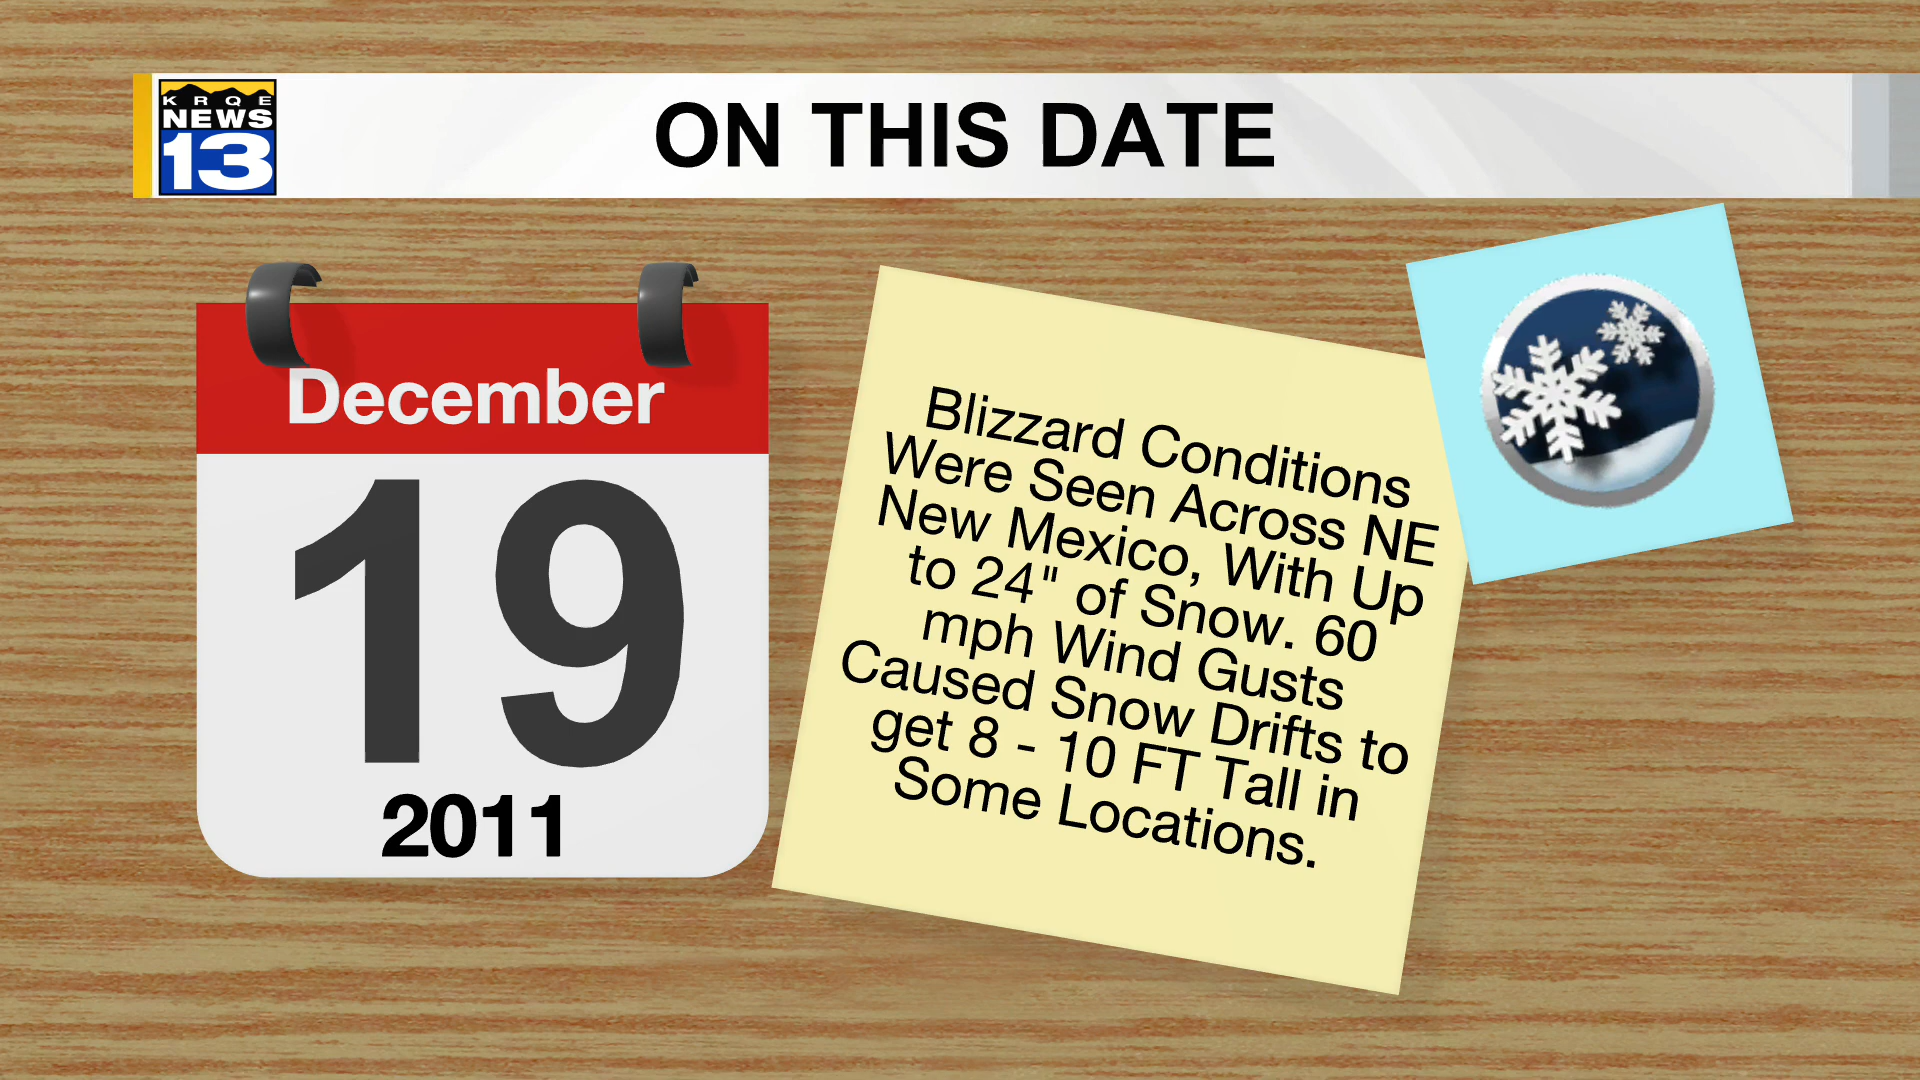 KRQE
NEWS
13
ON THIS DATE
December
19
2011
Blizzard Conditions
Were Seen Across NE
New Mexico, With Up
to 24" of Snow. 60
mph Wind Gusts
Caused Snow Drifts to
get 8 - 10 FT Tall in
Some Locations.